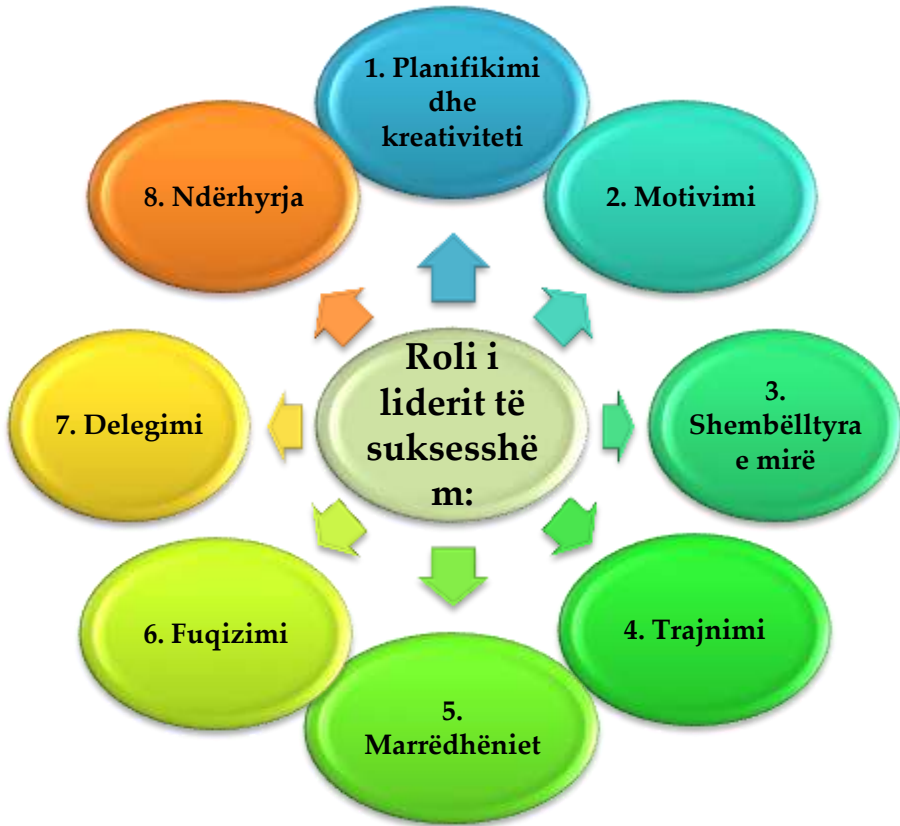 Roli i
liderit të
suksesshë
m:
1. Planifikimi
dhe
kreativiteti
2. Motivimi
3.
Shembëlltyra
e mirë
4. Trajnimi
5.
Marrëdhëniet
6. Fuqizimi
7. Delegimi
8. Ndërhyrja